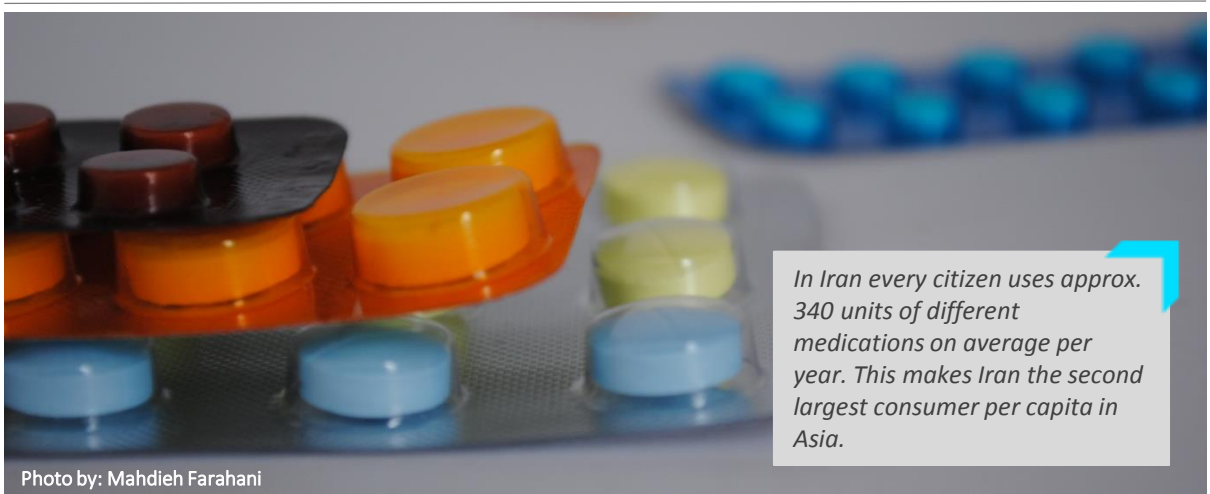 In Iran every citizen uses approx.
340 units of different
medications on average per
year. This makes Iran the second
largest consumer per capita in
Asia.
Photo by: Mahdieh Farahani